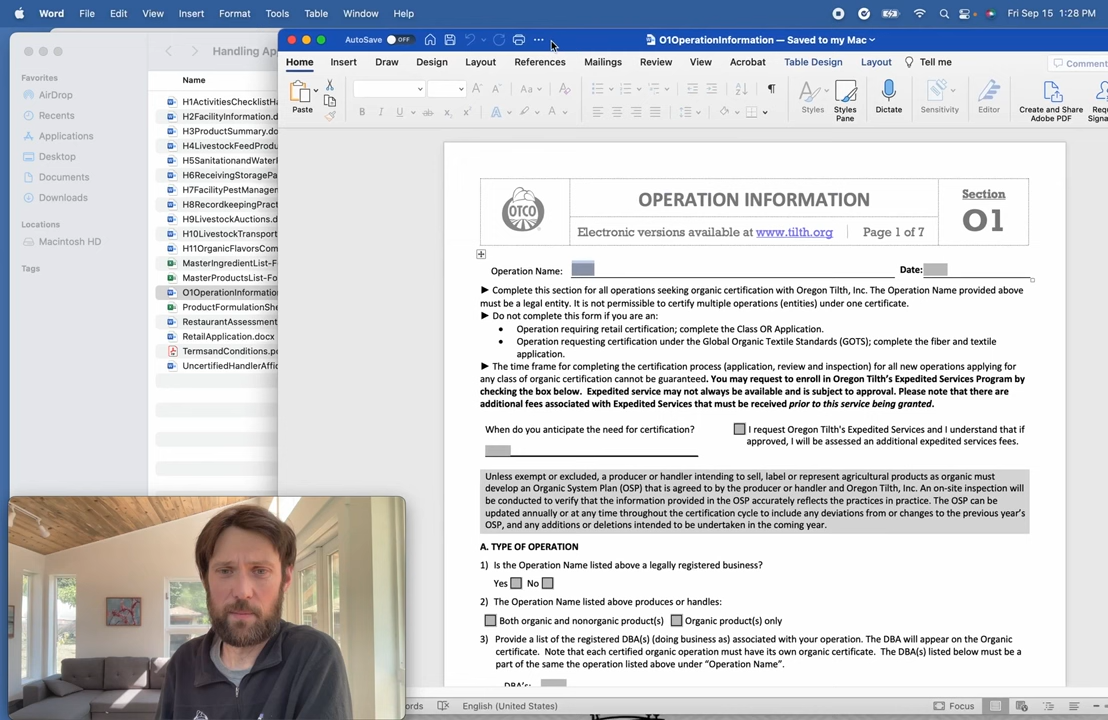 Word File Edit View Insert Format Tools Table Window Help Fri Sep 15 1:28 PM
AutoSave OFF O1OperationInformation — Saved to my Mac
Handling
Home Insert Draw Design Layout References Mailings Review View Acrobat Table Design Layout Tell me
Paste Styles Styles Pane Dictate Sensitivity Editor Create and Share Adobe PDF
Favorites
AirDrop
Recents
Applications
Desktop
Documents
Downloads
Locations
Macintosh HD
Tags
Name
H1ActivitiesChecklistHa
H2FacilityInformation.d
H3ProductSummary.do
H4LivestockFeedProdu
H5SanitationandWaterl
H6ReceivingStoragePa
H7FacilityPestManagen
H8RecordkeepingPract
H9LivestockAuctions.d
H10LivestockTransport
H11OrganicFlavorsCom
MasterIngredientList-F
MasterProductsList-Fo
O1OperationInformatio
ProductFormulationShe
RestaurantAssessment
RetailApplication.docx
TermsandConditions.pd
UncertifiedHandlerAffic
OTCO
OPERATION INFORMATION
Electronic versions available at www.tilth.org Page 1 of 7
Section
O1
Operation Name: Date:
► Complete this section for all operations seeking organic certification with Oregon Tilth, Inc. The Operation Name provided above
must be a legal entity. It is not permissible to certify multiple operations (entities) under one certificate.
► Do not complete this form if you are an:
• Operation requiring retail certification; complete the Class OR Application.
• Operation requesting certification under the Global Organic Textile Standards (GOTS); complete the fiber and textile
application.
► The time frame for completing the certification process (application, review and inspection) for all new operations applying for
any class of organic certification cannot be guaranteed. You may request to enroll in Oregon Tilth's Expedited Services Program by
checking the box below. Expedited service may not always be available and is subject to approval. Please note that there are
additional fees associated with Expedited Services that must be received prior to this service being granted.
When do you anticipate the need for certification?
I request Oregon Tilth's Expedited Services and I understand that if
approved, I will be assessed an additional expedited services fees.
Unless exempt or excluded, a producer or handler intending to sell, label or represent agricultural products as organic must
develop an Organic System Plan (OSP) that is agreed to by the producer or handler and Oregon Tilth, Inc. An on-site inspection will
be conducted to verify that the information provided in the OSP accurately reflects the practices in practice. The OSP can be
updated annually or at any time throughout the certification cycle to include any deviations from or changes to the previous year's
OSP, and any additions or deletions intended to be undertaken in the coming year.
A. TYPE OF OPERATION
1) Is the Operation Name listed above a legally registered business?
Yes No
2) The Operation Name listed above produces or handles:
Both organic and nonorganic product(s) Organic product(s) only
3) Provide a list of the registered DBA(s) (doing business as) associated with your operation. The DBA will appear on the Organic
certificate. Note that each certified organic operation must have its own organic certificate. The DBA(s) listed below must be a
part of the same the operation listed above under "Operation Name".
DBA's:
English (United States) Focus